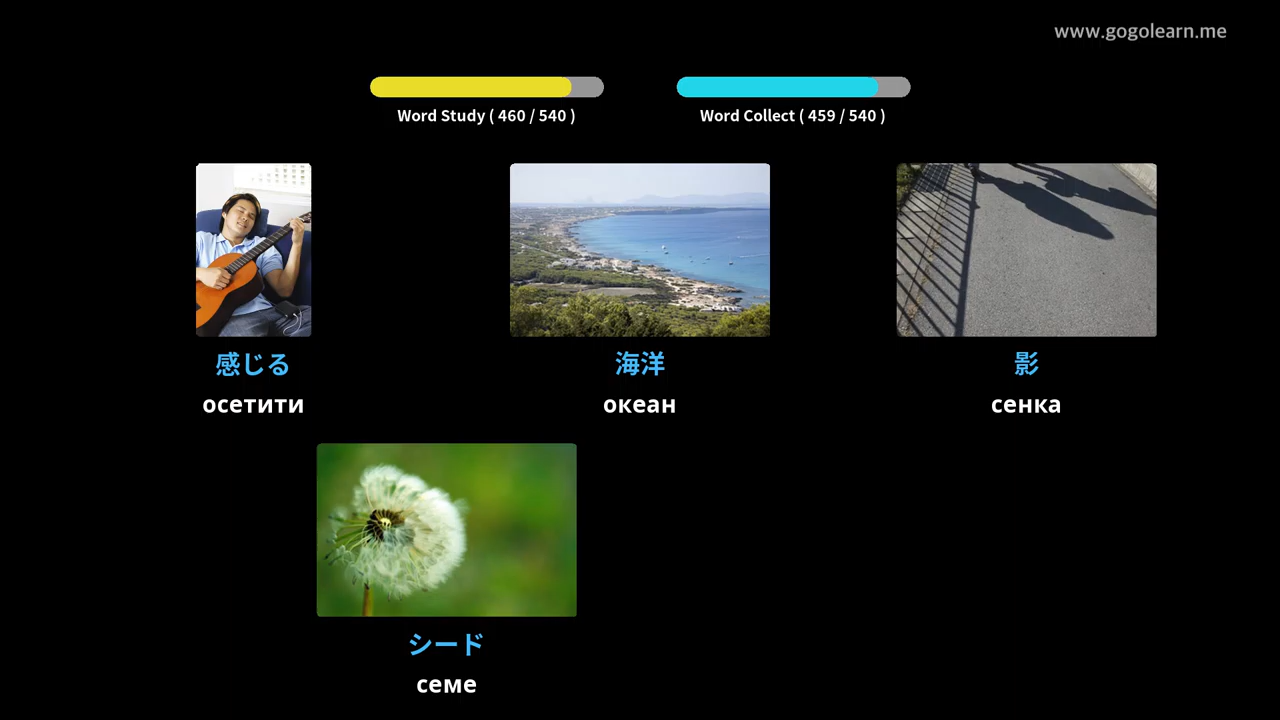 www.gogolearn.me
Word Study ( 460 / 540 )
Word Collect ( 459 / 540 )
感じる
осетити
海洋
океан
影
сенка
シード
семе